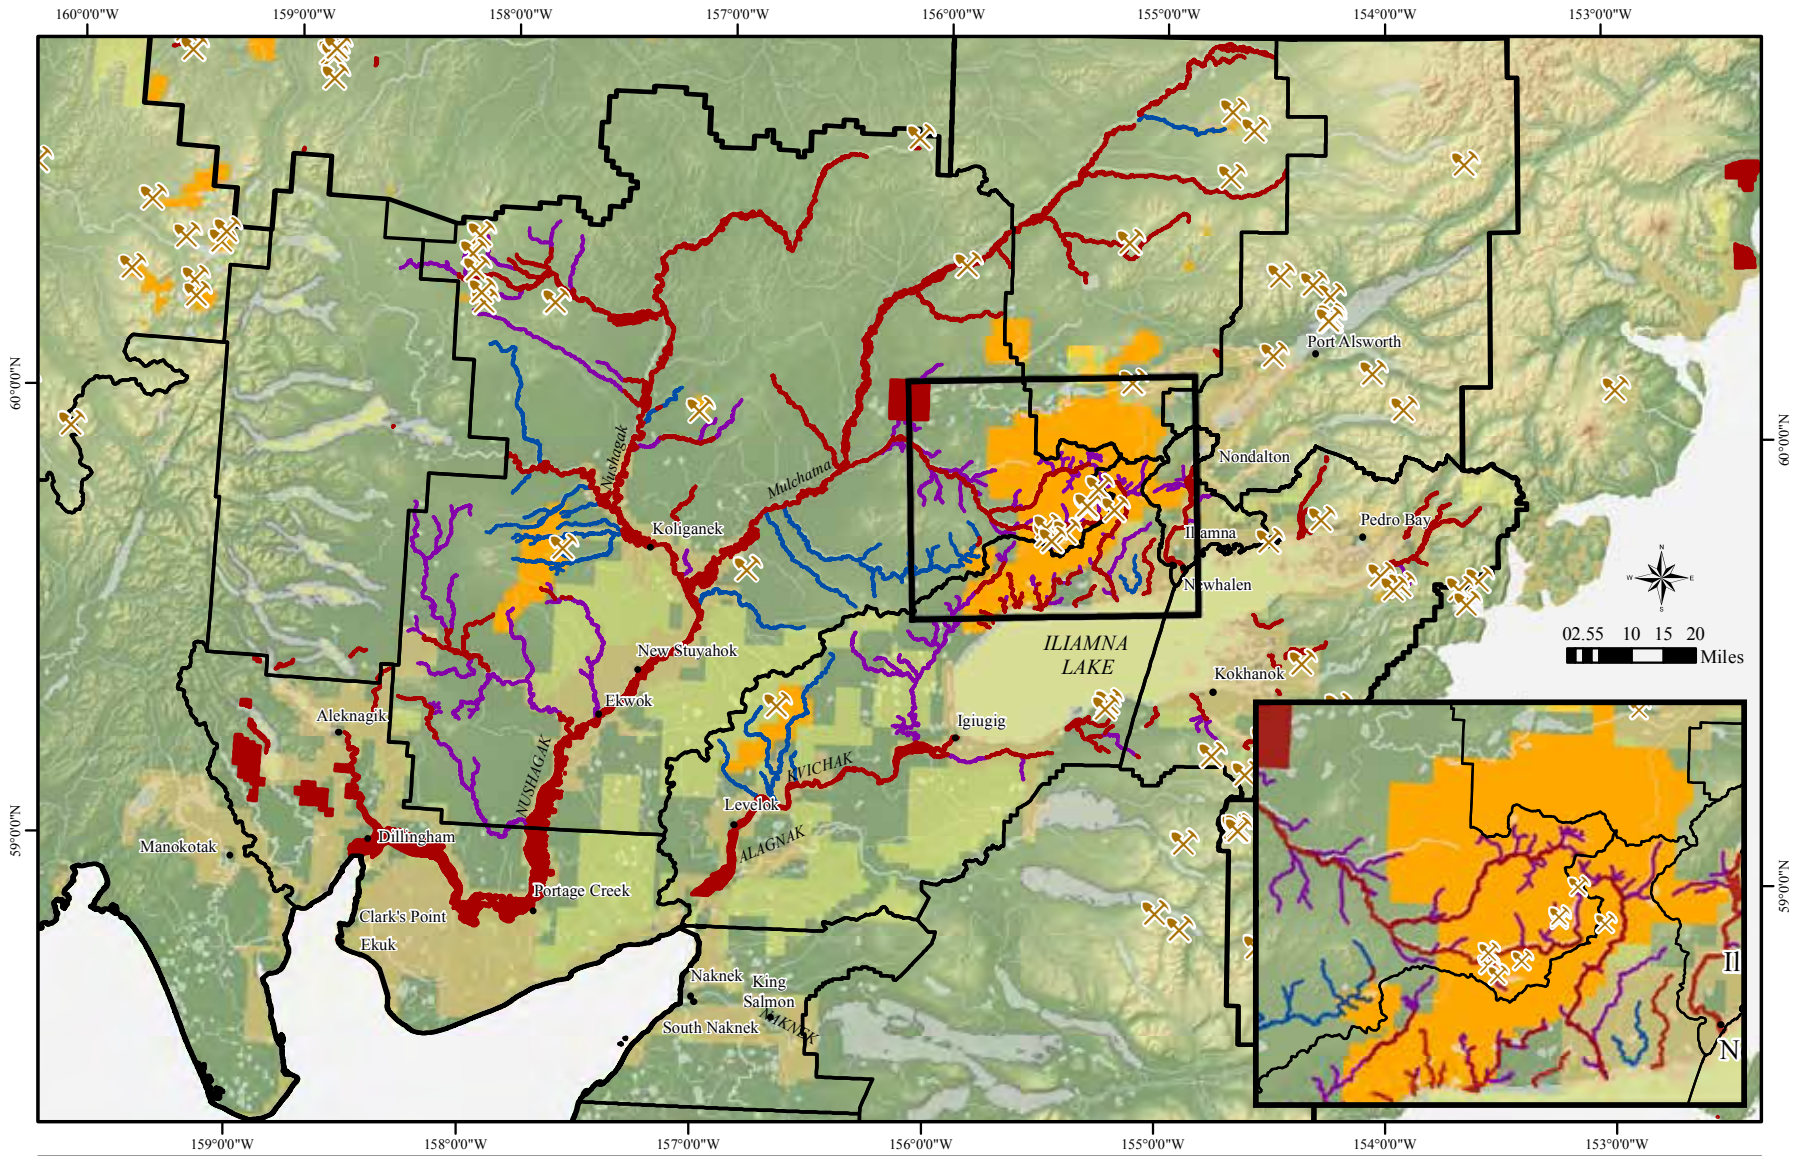 160°0'0"W
159°0'0"W
158°0'0"W
157°0'0"W
156°0'0"W
155°0'0"W
154°0'0"W
153°0'0"W
60°0'0"N
60°0'0"N
59°0'0"N
59°0'0"N
Port Alsworth
Nushagak
Mulchatna
Nondalton
Koliganek
Iliamna
Pedro Bay
Newhalen
N
W
E
S
0 2.5 5 10 15 20
Miles
ILIAMNA
LAKE
New Stuyahok
Kokhanok
Ekwok
Aleknagik
Igiugig
NUSHAGAK
KVICHAK
Levelok
ALAGNAK
Manokotak
Dillingham
Portage Creek
Clark's Point
Ekuk
Naknek
King
Salmon
NAKNEK
South Naknek
Il
N
159°0'0"W
158°0'0"W
157°0'0"W
156°0'0"W
155°0'0"W
154°0'0"W
153°0'0"W